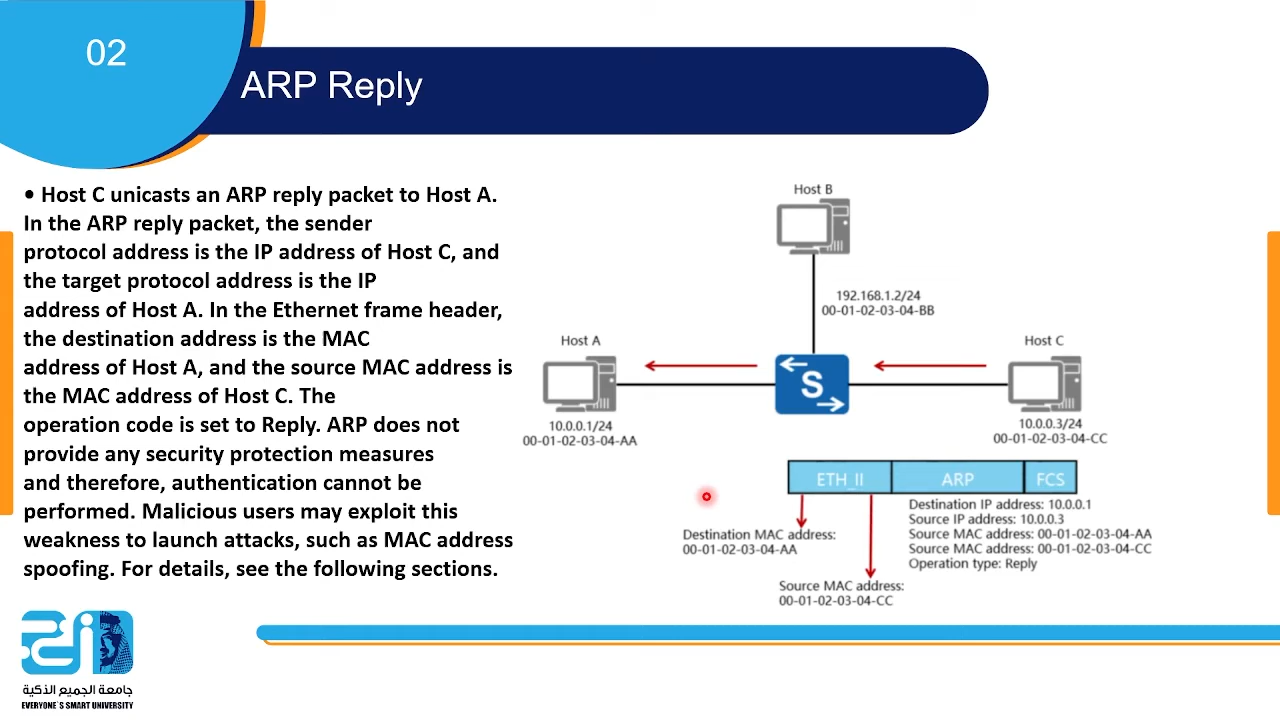 02
ARP Reply
• Host C unicasts an ARP reply packet to Host A.
In the ARP reply packet, the sender
protocol address is the IP address of Host C, and
the target protocol address is the IP
address of Host A. In the Ethernet frame header,
the destination address is the MAC
address of Host A, and the source MAC address is
the MAC address of Host C. The
operation code is set to Reply. ARP does not
provide any security protection measures
and therefore, authentication cannot be
performed. Malicious users may exploit this
weakness to launch attacks, such as MAC address
spoofing. For details, see the following sections.
Host B
192.168.1.2/24
00-01-02-03-04-BB
Host A
10.0.0.1/24
00-01-02-03-04-AA
S
Host C
10.0.0.3/24
00-01-02-03-04-CC
ETH_II ARP FCS
Destination MAC address:
00-01-02-03-04-AA
Source MAC address:
00-01-02-03-04-CC
Destination IP address: 10.0.0.1
Source IP address: 10.0.0.3
Source MAC address: 00-01-02-03-04-AA
Source MAC address: 00-01-02-03-04-CC
Operation type: Reply
جامعة الجميع الذكية
EVERYONE`S SMART UNIVERSITY